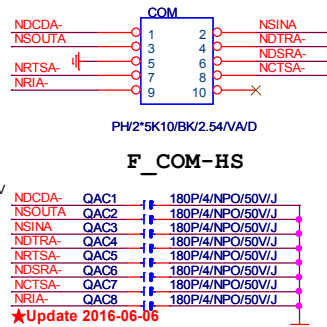 COM
NDCDA- 1 2 NSINA
NSOUTA 3 4 NDTRA-
5 6 NDSRA-
NRTSA- 7 8 NCTSA-
NRIA- 9 10
PH/2*5K10/BK/2.54/VA/D
F_COM-HS
NDCDA- QAC1 180P/4/NPO/50V/J
NSOUTA QAC2 180P/4/NPO/50V/J
NSINA QAC3 180P/4/NPO/50V/J
NDTRA- QAC4 180P/4/NPO/50V/J
NRTSA- QAC5 180P/4/NPO/50V/J
NDSRA- QAC6 180P/4/NPO/50V/J
NCTSA- QAC7 180P/4/NPO/50V/J
NRIA- QAC8 180P/4/NPO/50V/J
★Update 2016-06-06